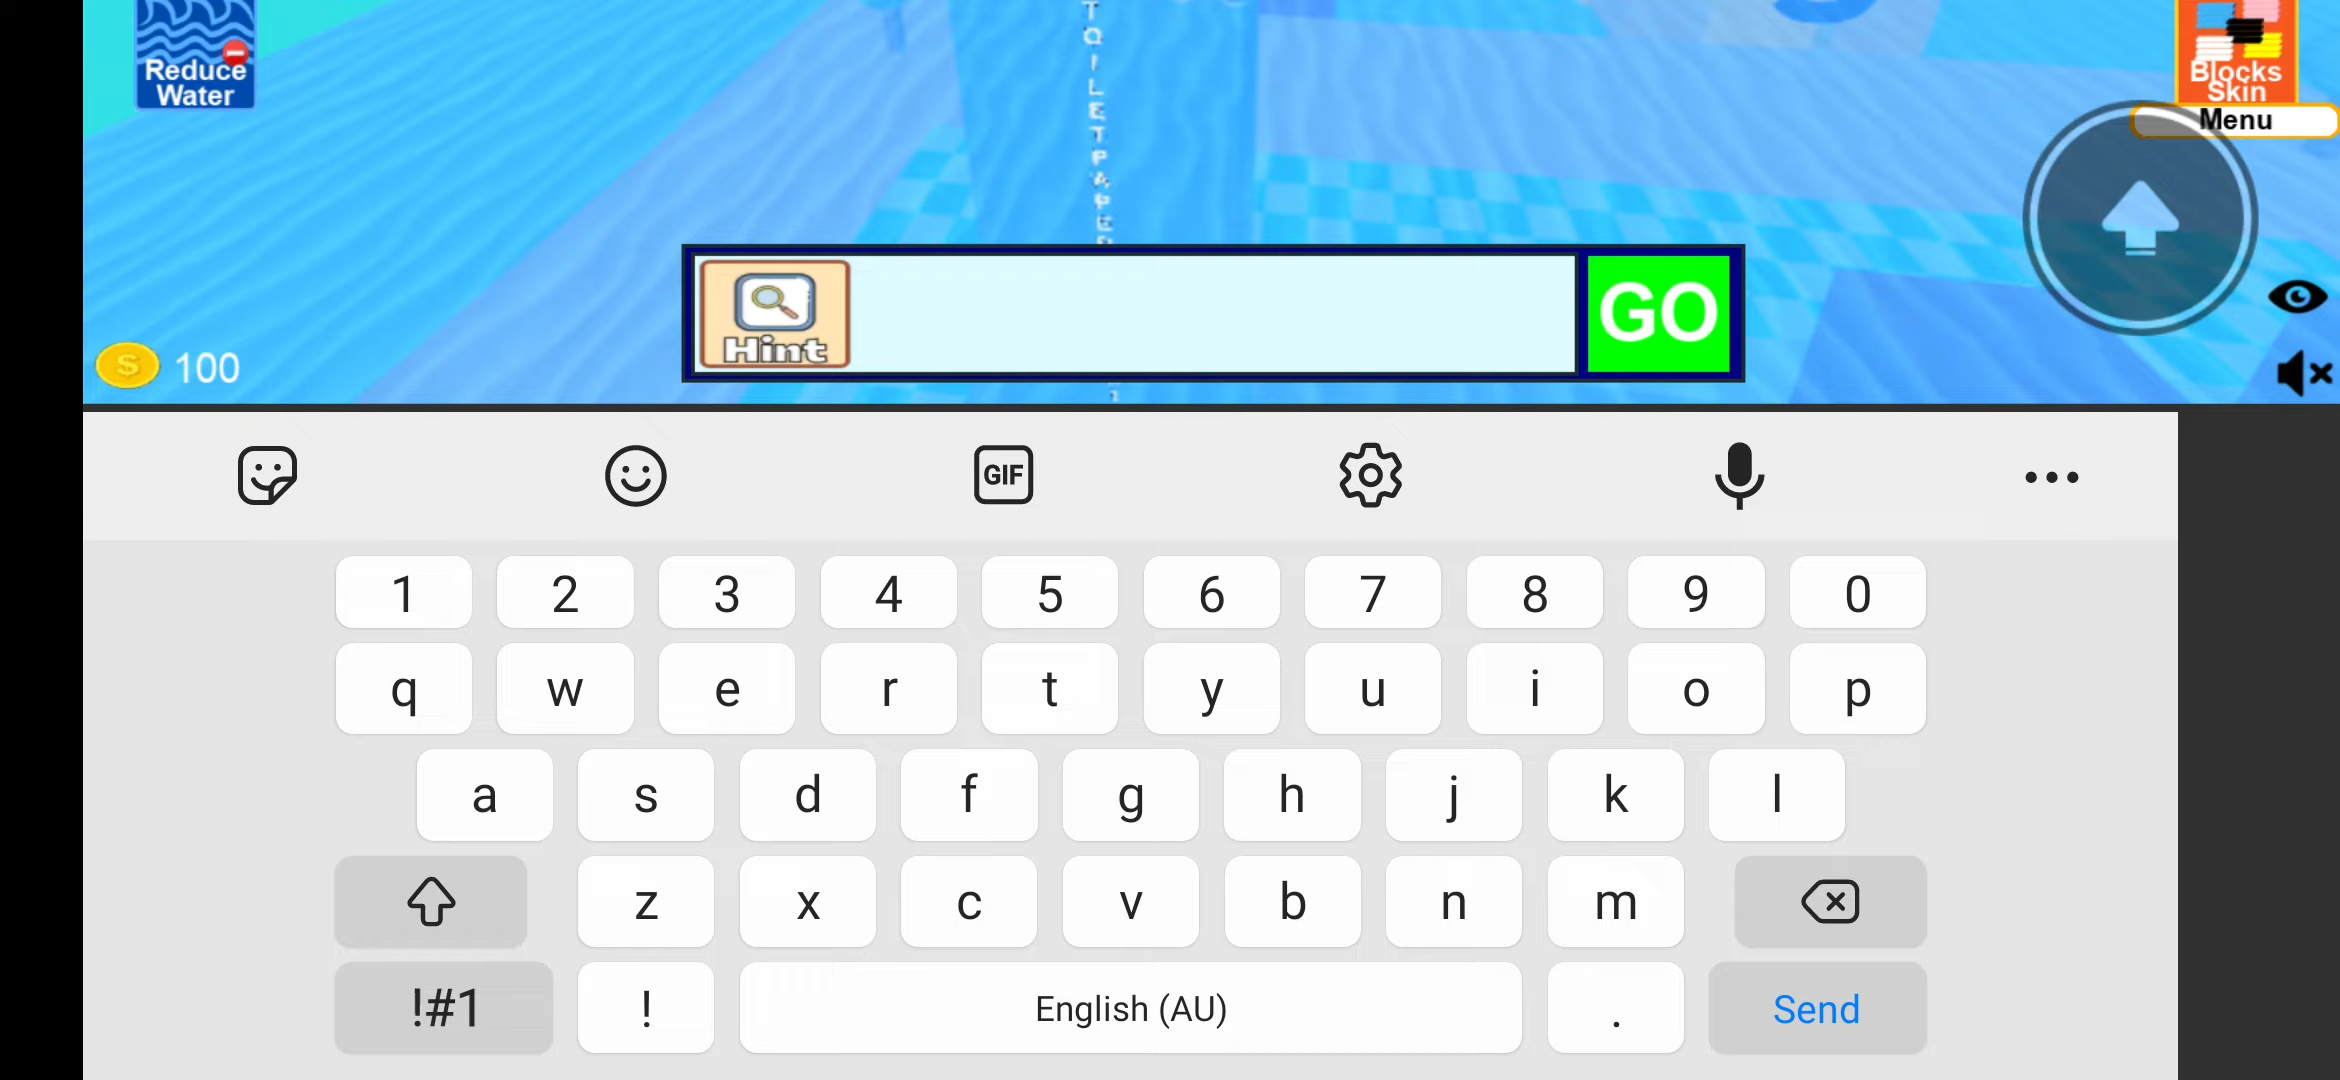 Reduce
Water
TOILETPAPER
Blocks
Skin
Menu
Hint
GO
100
GIF
1 2 3 4 5 6 7 8 9 0
q w e r t y u i o p
a s d f g h j k l
z x c v b n m
!#1 ! English (AU) . Send